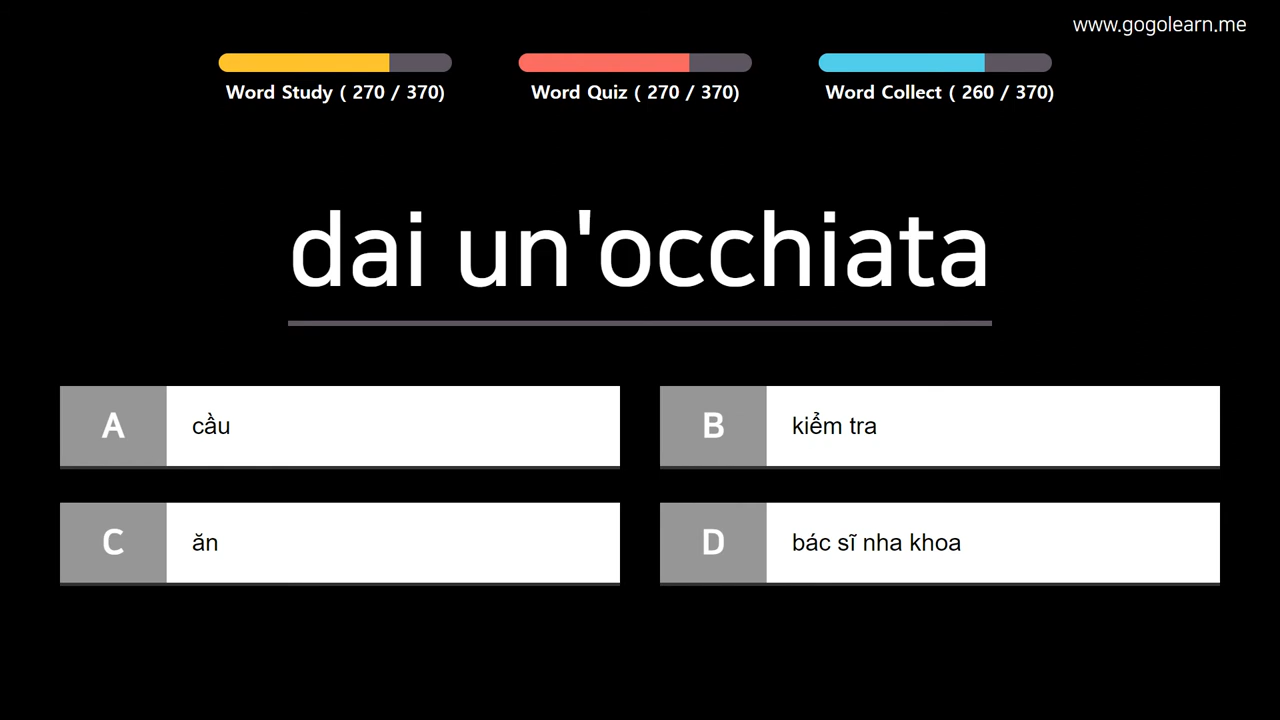 www.gogolearn.me
Word Study ( 270 / 370)
Word Quiz ( 270 / 370)
Word Collect ( 260 / 370)
dai un'occhiata
A cầu
B kiểm tra
C ăn
D bác sĩ nha khoa